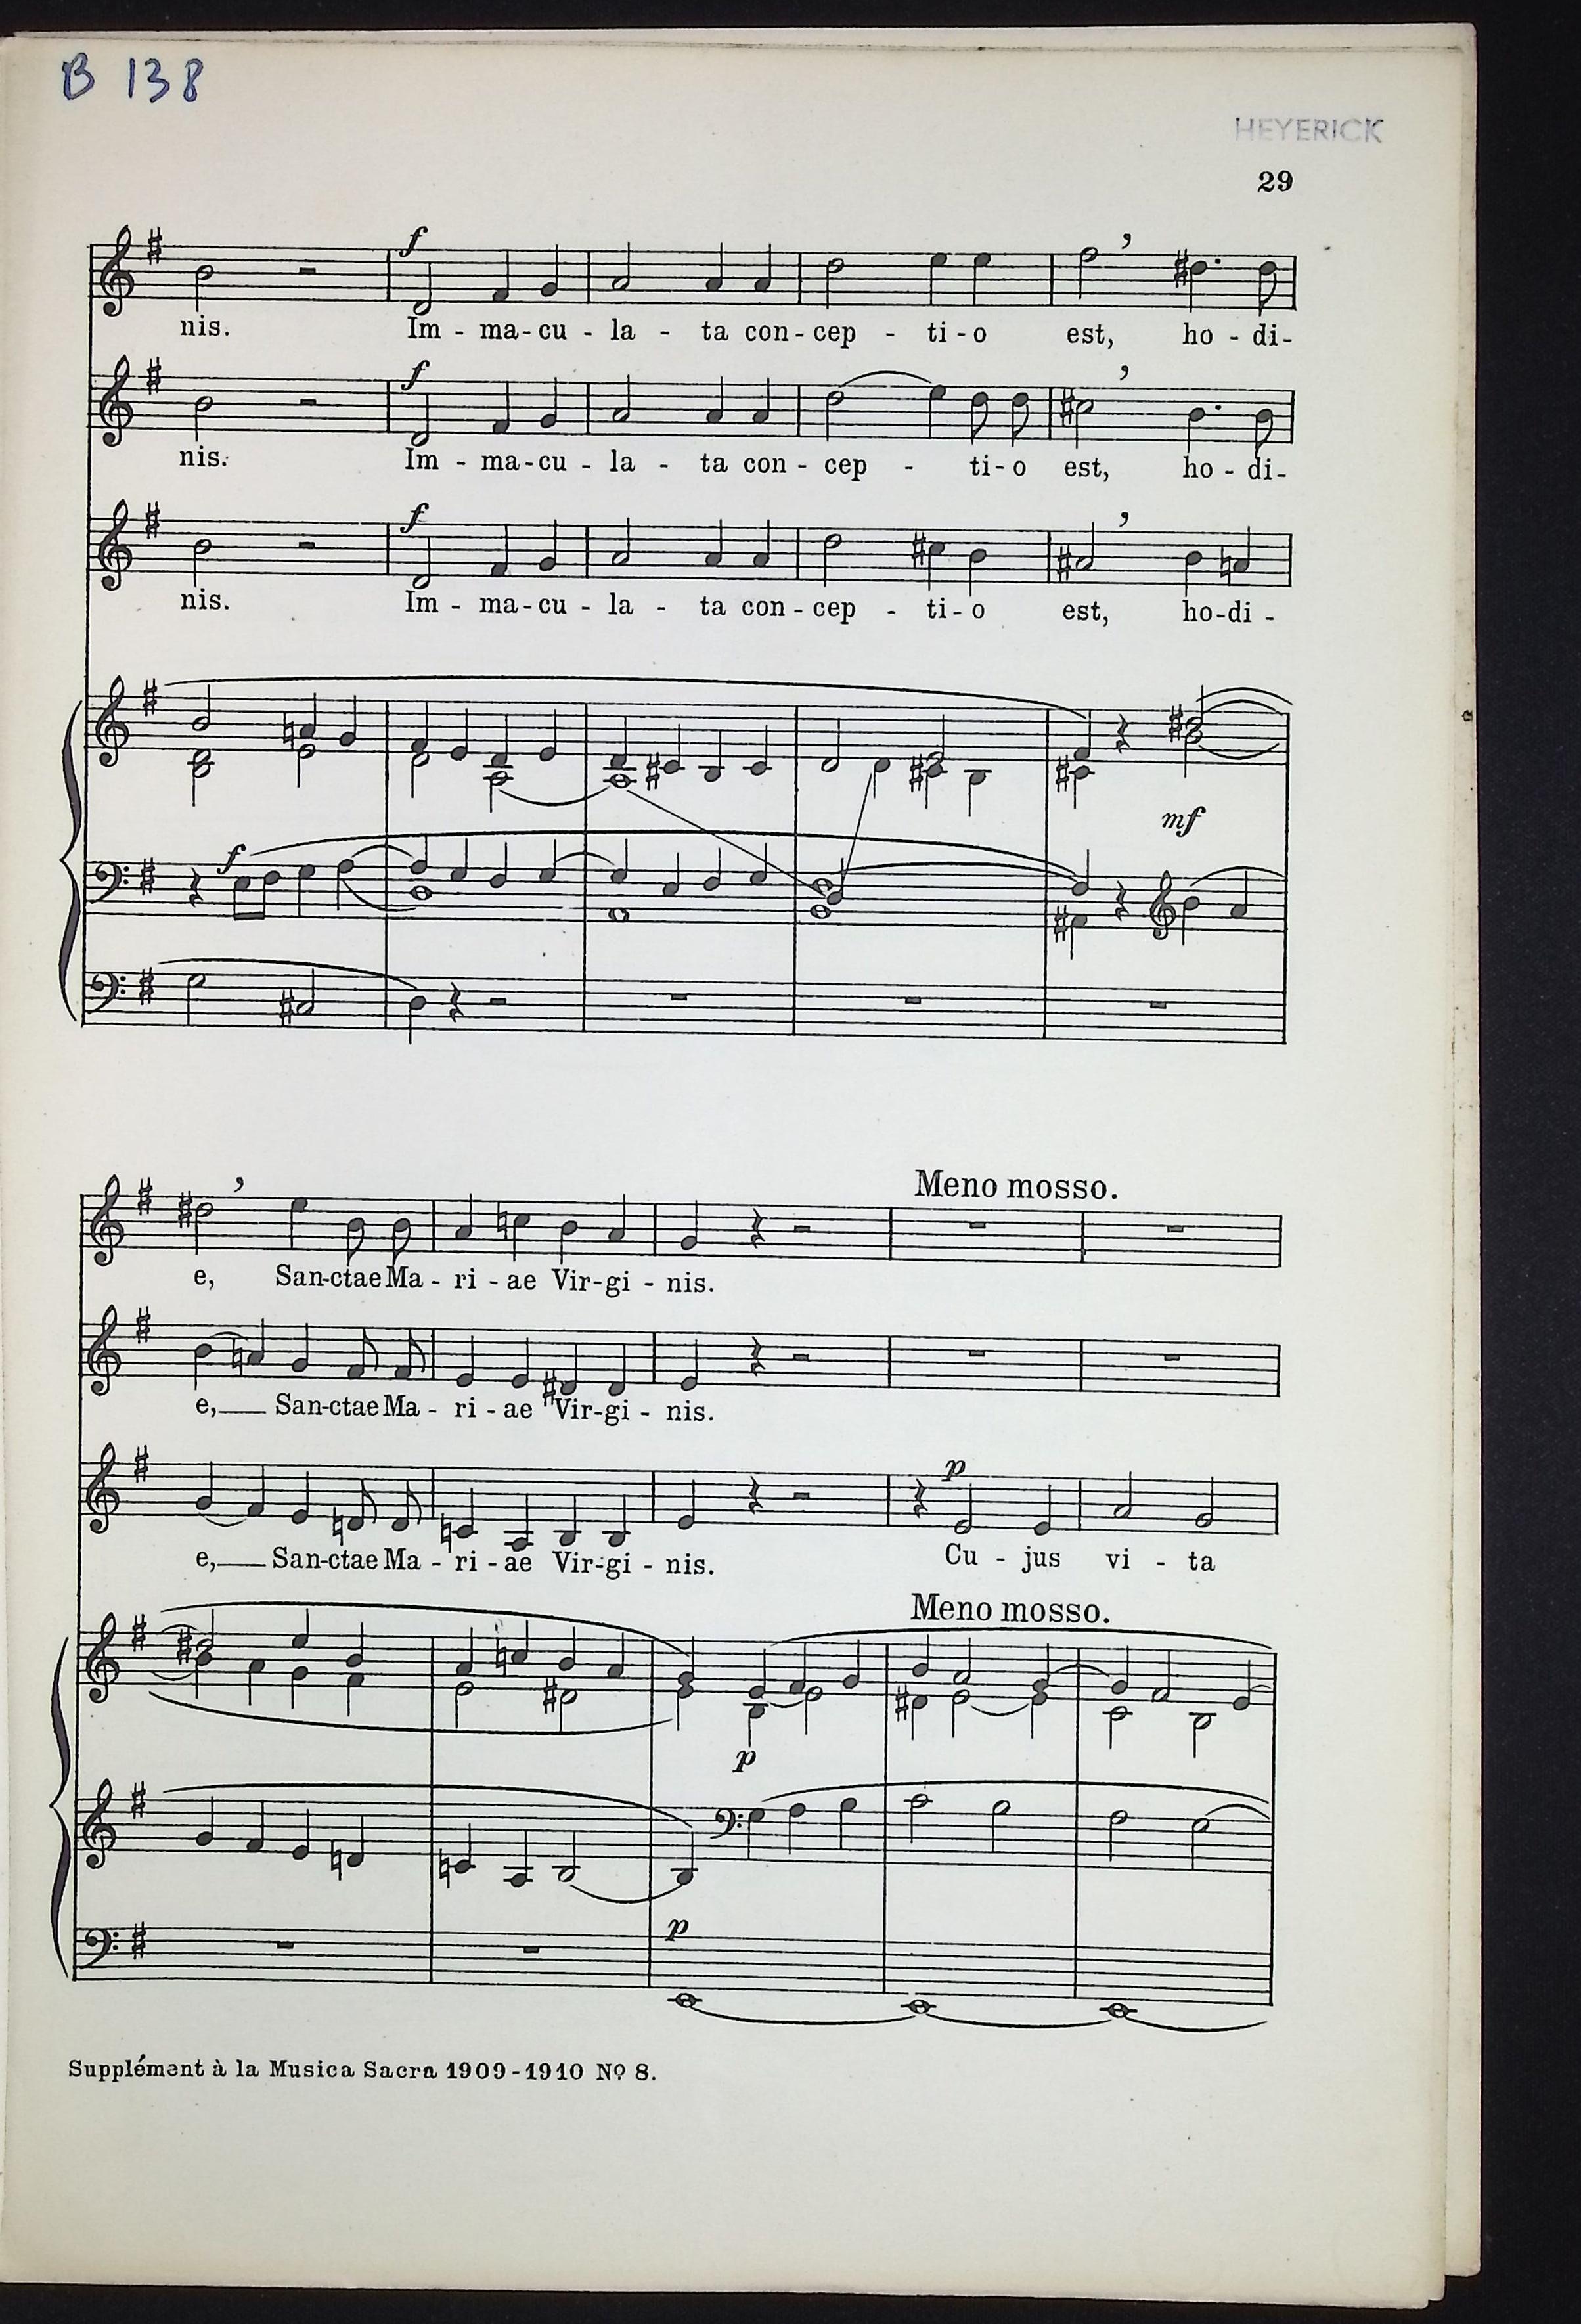 B 138
HEYERICK
29
f
nis. Im - ma - cu - la - ta con - cep - ti - o est, ho - di -
f
nis. Im - ma - cu - la - ta con - cep - ti - o est, ho - di -
f
nis. Im - ma - cu - la - ta con - cep - ti - o est, ho - di -
mf
f
Meno mosso.
e, San - ctae Ma - ri - ae Vir - gi - nis.
e, San - ctae Ma - ri - ae Vir - gi - nis.
p
e, San - ctae Ma - ri - ae Vir - gi - nis. Cu - jus vi - ta
Meno mosso.
p
p
Supplément à la Musica Sacra 1909-1910 Nº 8.